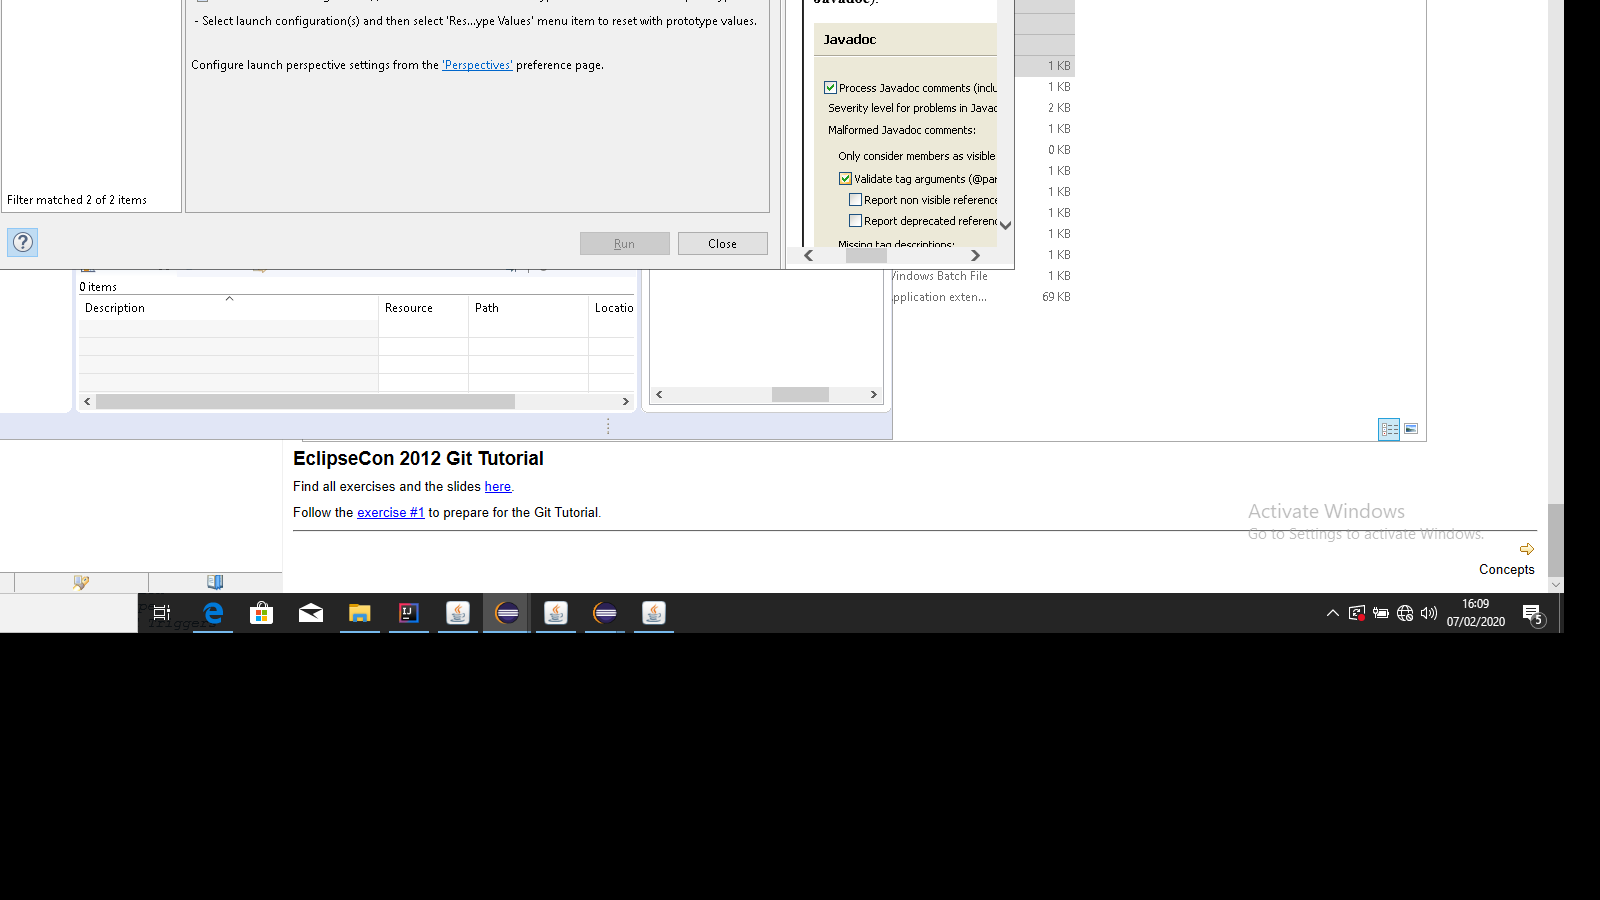 - Select launch configuration(s) and then select 'Res...ype Values' menu item to reset with prototype values.
Configure launch perspective settings from the 'Perspectives' preference page.
Filter matched 2 of 2 items
Run
Close
Javadoc
Process Javadoc comments (inclu
Severity level for problems in Javac
Malformed Javadoc comments:
Only consider members as visible
Validate tag arguments (@par
Report non visible reference
Report deprecated referenc
Missing tag descriptions:
1 KB
1 KB
2 KB
1 KB
0 KB
1 KB
1 KB
1 KB
1 KB
1 KB
Windows Batch File 1 KB
pplication exten... 69 KB
0 items
Description Resource Path Locatio
EclipseCon 2012 Git Tutorial
Find all exercises and the slides here.
Follow the exercise #1 to prepare for the Git Tutorial.
Activate Windows
Go to Settings to activate Windows.
Concepts
Triggers
16:09
07/02/2020
5